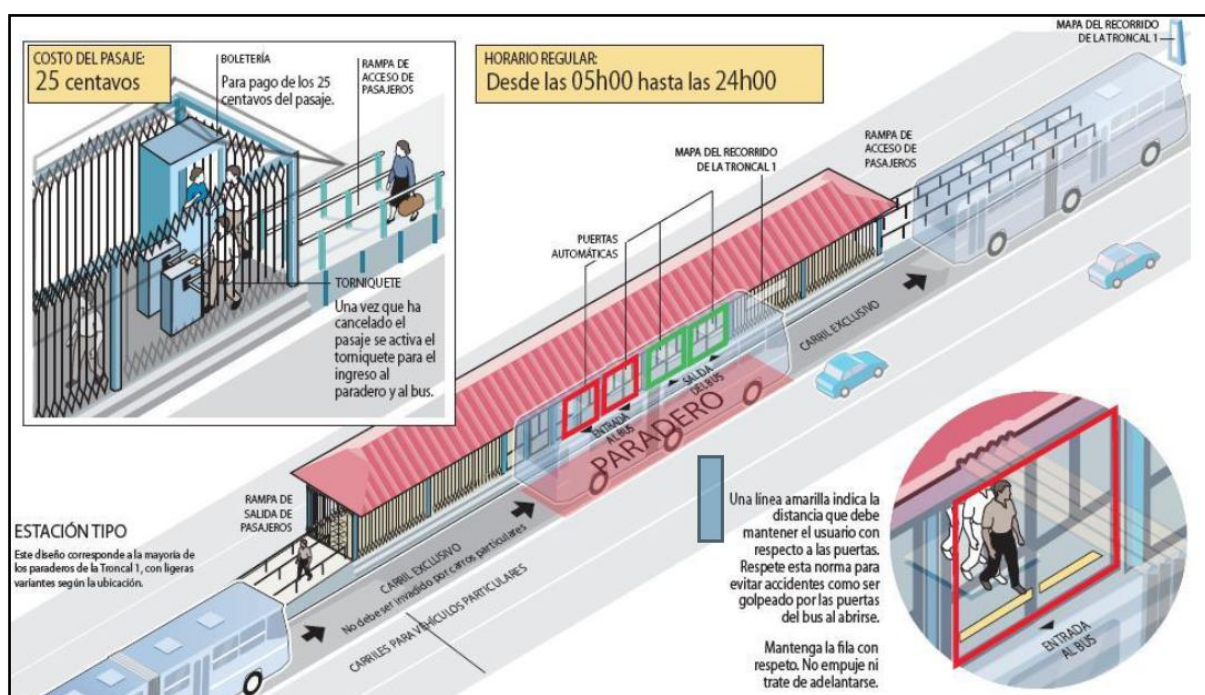 COSTO DEL PASAJE:
25 centavos
BOLETERÍA
Para pago de los 25
centavos del pasaje.
RAMPA DE
ACCESO DE
PASAJEROS
TORNIQUETE
Una vez que ha
cancelado el
pasaje se activa el
torniquete para el
ingreso al
paradero y al bus.
HORARIO REGULAR:
Desde las 05h00 hasta las 24h00
MAPA DEL RECORRIDO
DE LA TRONCAL 1
RAMPA DE
ACCESO DE
PASAJEROS
MAPA DEL RECORRIDO
DE LA TRONCAL 1
PUERTAS
AUTOMÁTICAS
CARRIL EXCLUSIVO
SALIDA
DEL BUS
ENTRADA
AL BUS
PARADERO
RAMPA DE
SALIDA DE
PASAJEROS
ESTACIÓN TIPO
Este diseño corresponde a la mayoría de
los paraderos de la Troncal 1, con ligeras
variantes según la ubicación.
CARRIL EXCLUSIVO
No debe ser invadido por carros particulares
CARRILES PARA VEHÍCULOS PARTICULARES
Una línea amarilla indica la
distancia que debe
mantener el usuario con
respecto a las puertas.
Respete esta norma para
evitar accidentes como ser
golpeado por las puertas
del bus al abrirse.
Mantenga la fila con
respeto. No empuje ni
trate de adelantarse.
ENTRADA
AL BUS